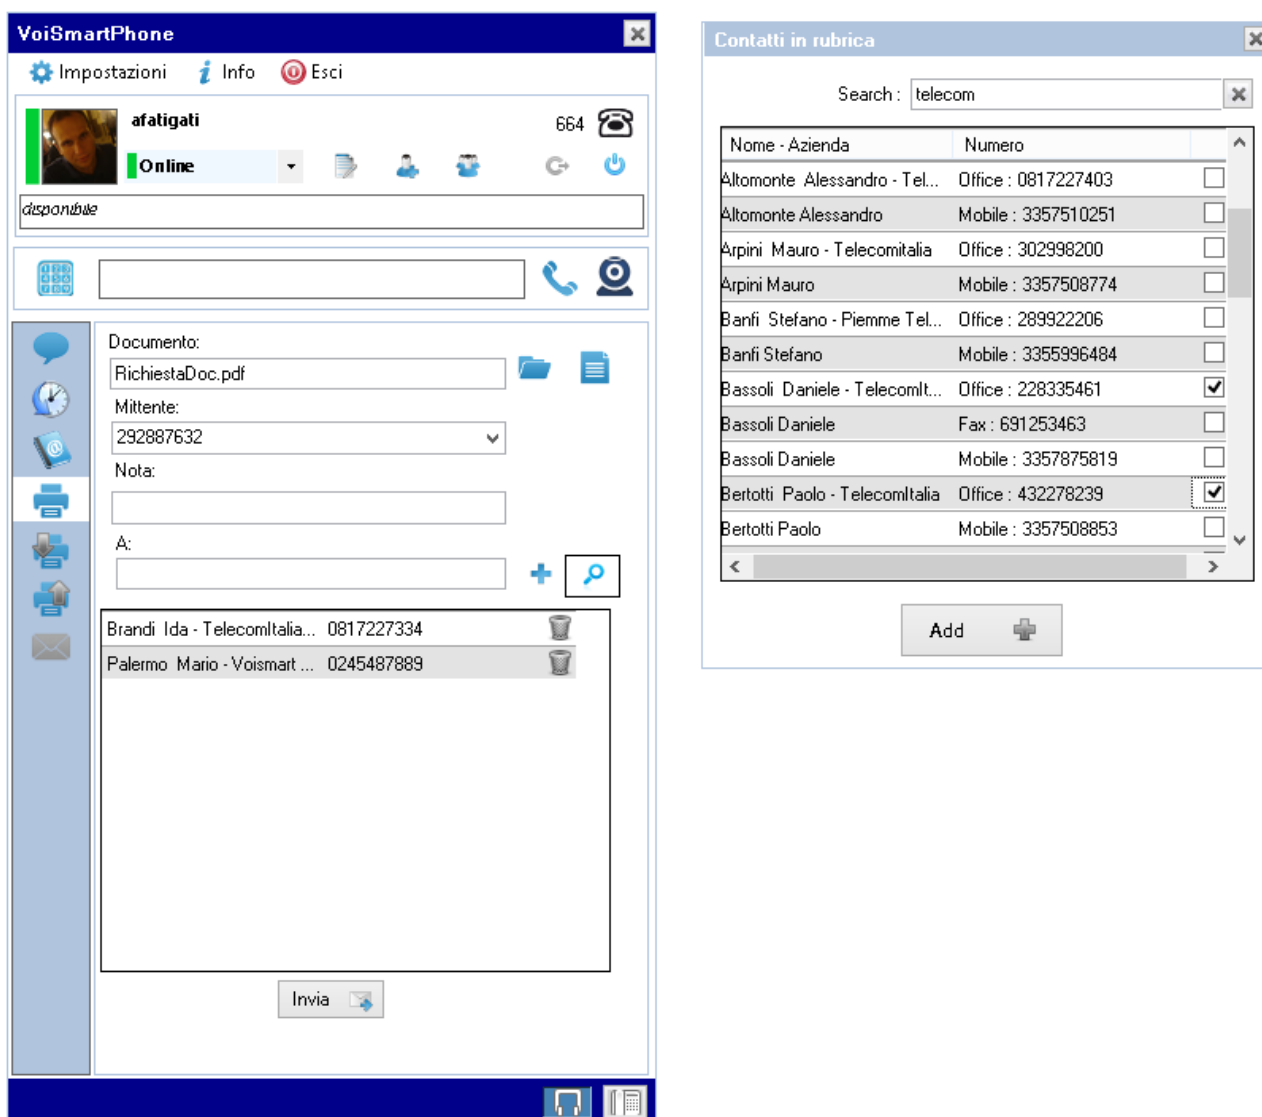 VoiSmartPhone
Impostazioni Info Esci
afatigati
664
Online
disponibile
Documento:
RichiestaDoc.pdf
Mittente:
292887632
Nota:
A:
Brandi Ida - TelecomItalia... 0817227334
Palermo Mario - Voismart ... 0245487889
Invia
Contatti in rubrica
Search : telecom
Nome - Azienda Numero
Altomonte Alessandro - Tel... Office : 0817227403
Altomonte Alessandro Mobile : 3357510251
Arpini Mauro - Telecomitalia Office : 302998200
Arpini Mauro Mobile : 3357508774
Banfi Stefano - Piemme Tel... Office : 289922206
Banfi Stefano Mobile : 3355996484
Bassoli Daniele - TelecomIt... Office : 228335461
Bassoli Daniele Fax : 691253463
Bassoli Daniele Mobile : 3357875819
Bertotti Paolo - TelecomItalia Office : 432278239
Bertotti Paolo Mobile : 3357508853
Add